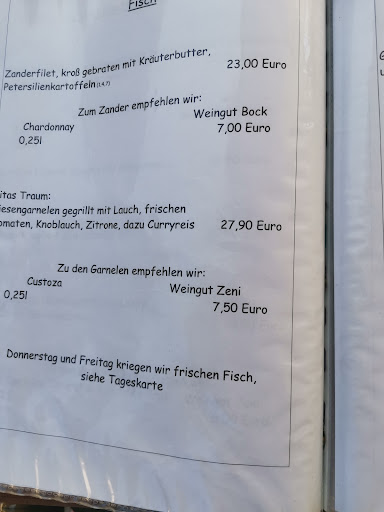 Fisch
Zanderfilet, kroß gebraten mit Kräuterbutter,
Petersilienkartoffeln (1,4,7) 23,00 Euro
Zum Zander empfehlen wir:
Chardonnay Weingut Bock
0,25l 7,00 Euro
itas Traum:
iesengarnelen gegrillt mit Lauch, frischen
omaten, Knoblauch, Zitrone, dazu Curryreis 27,90 Euro
Zu den Garnelen empfehlen wir:
Custoza Weingut Zeni
0,25l 7,50 Euro
Donnerstag und Freitag kriegen wir frischen Fisch,
siehe Tageskarte